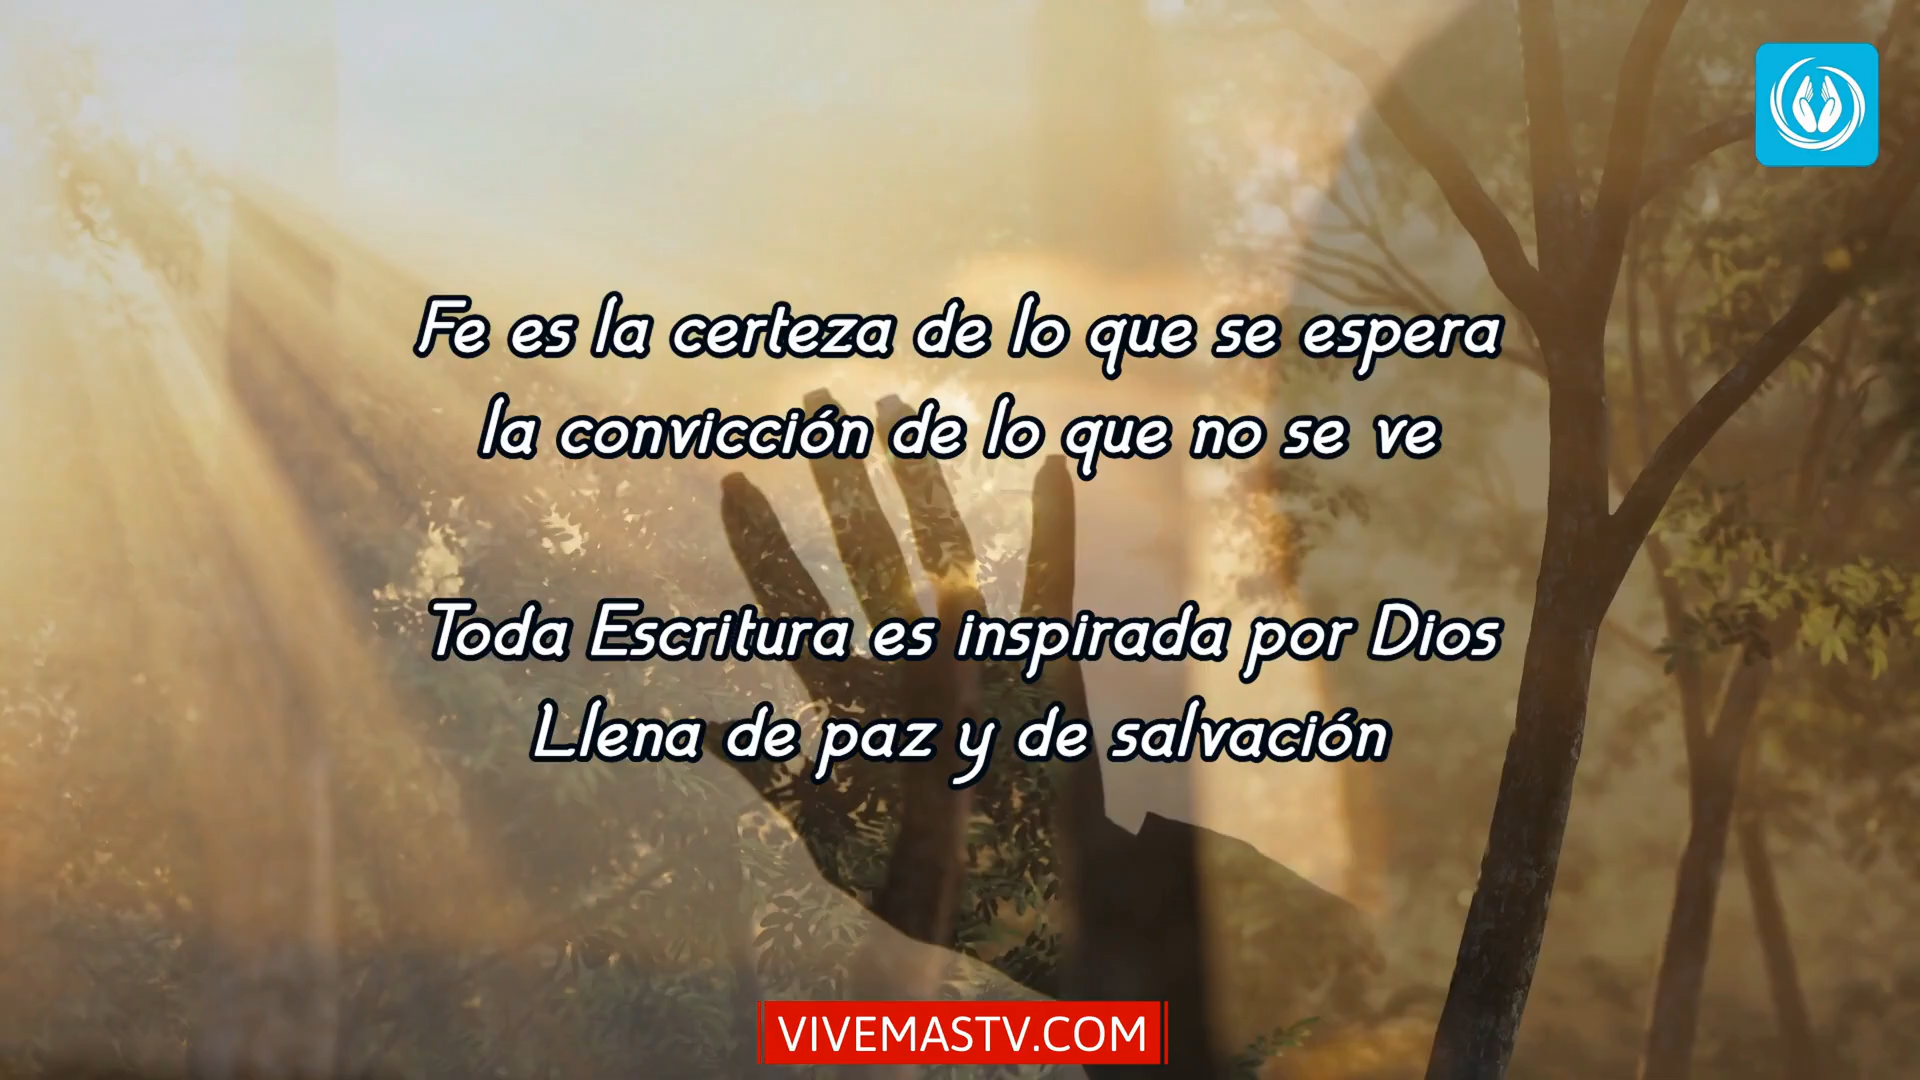 Fe es la certeza de lo que se espera
la convicción de lo que no se ve
Toda Escritura es inspirada por Dios
Llena de paz y de salvación
VIVEMASTV.COM